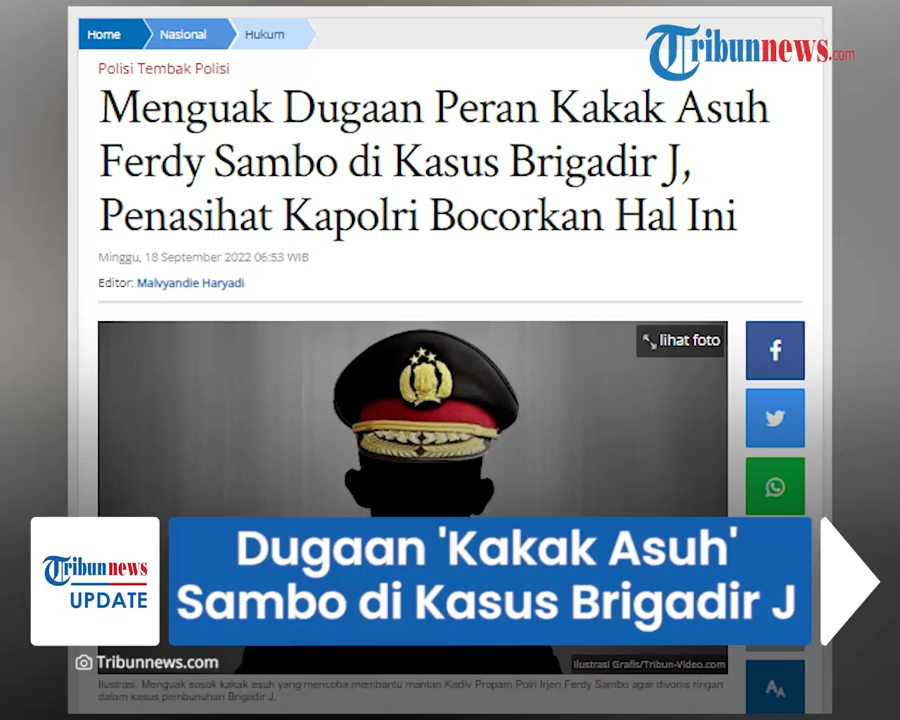 Home
Nasional
Hukum
Tribunnews.com
Polisi Tembak Polisi
Menguak Dugaan Peran Kakak Asuh
Ferdy Sambo di Kasus Brigadir J,
Penasihat Kapolri Bocorkan Hal Ini
Minggu, 18 September 2022 06:53 WIB
Editor: Malvyandie Haryadi
lihat foto
Tribunnews
UPDATE
Dugaan 'Kakak Asuh'
Sambo di Kasus Brigadir J
Tribunnews.com
Ilustrasi Grafis/Tribun-Video.com
AA
Ilustrasi. Menguak sosok kakak asuh yang mencoba membantu mantan Kadiv Propam Polri Irjen Ferdy Sambo agar divonis ringan
dalam kasus pembunuhan Brigadir J.